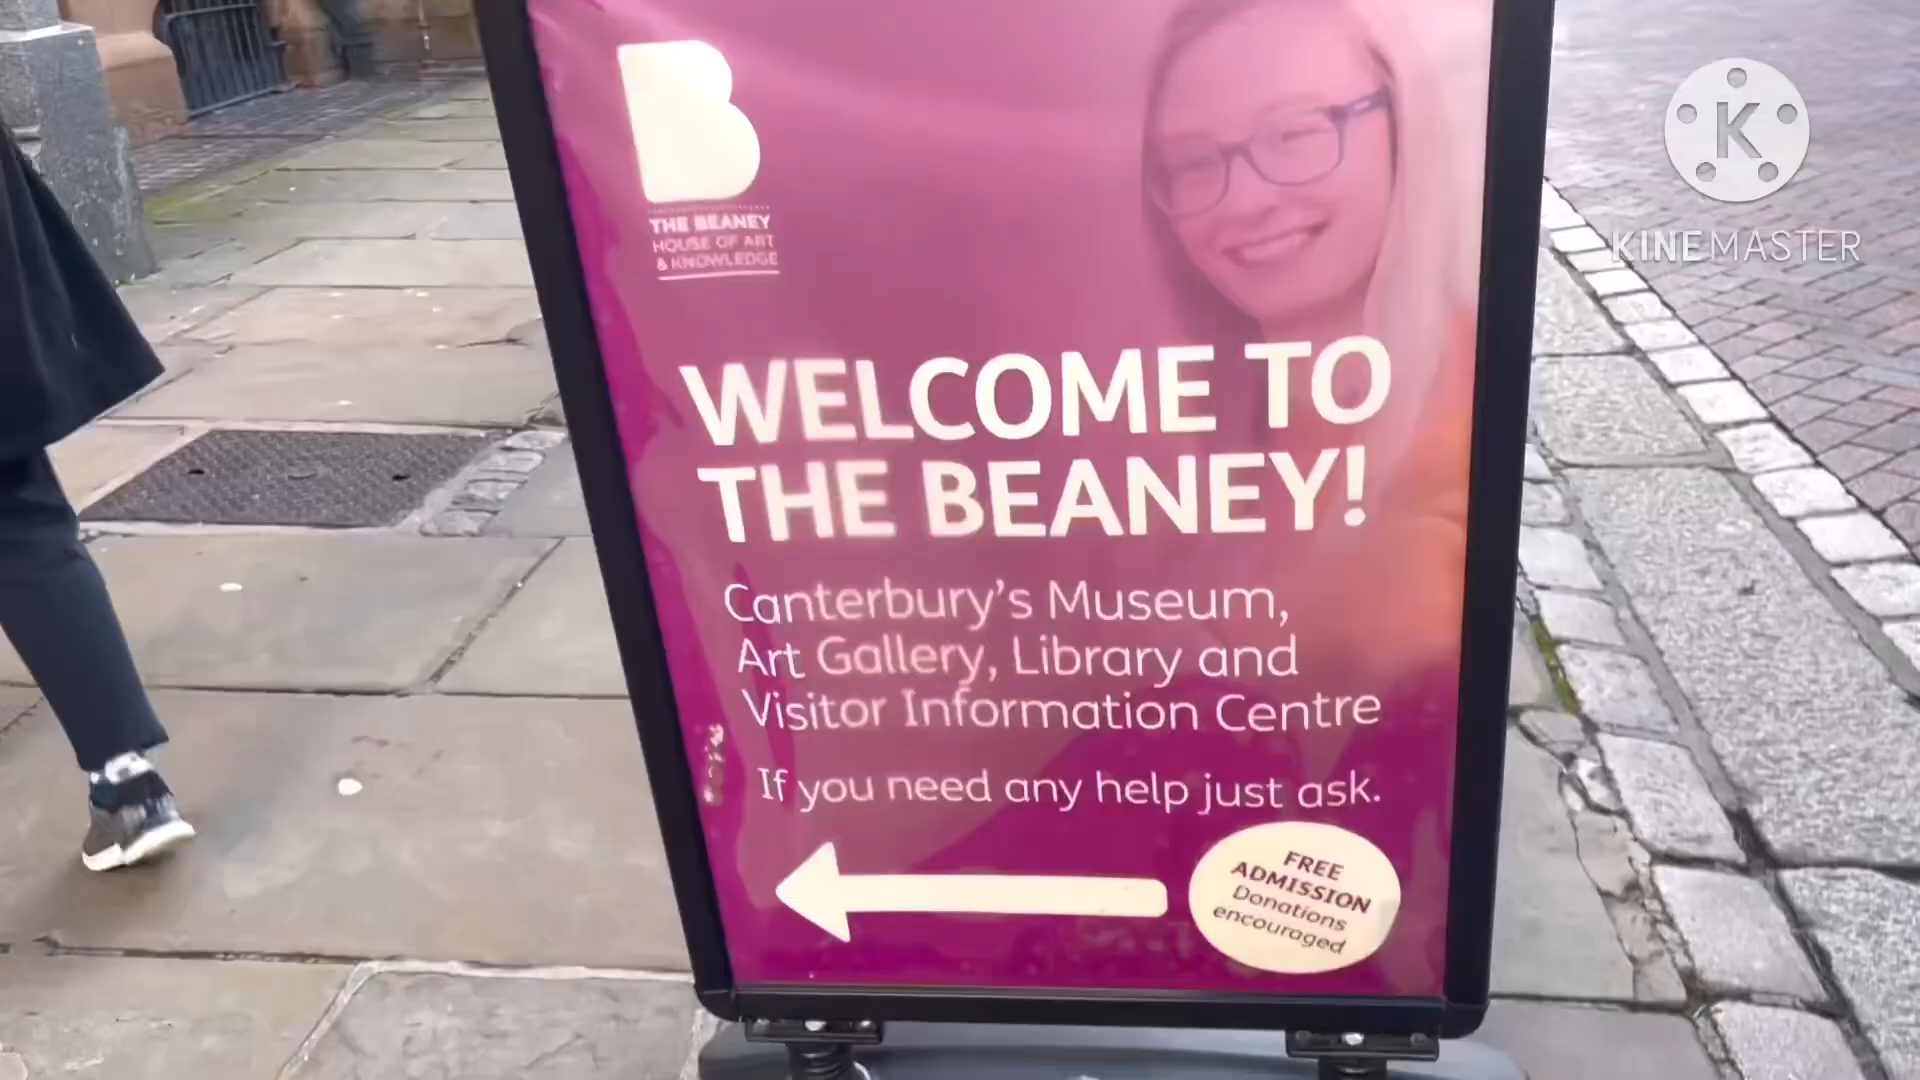 B
THE BEANEY
HOUSE OF ART
& KNOWLEDGE
WELCOME TO
THE BEANEY!
Canterbury's Museum,
Art Gallery, Library and
Visitor Information Centre
If you need any help just ask.
FREE
ADMISSION
Donations
encouraged
K
KINEMASTER